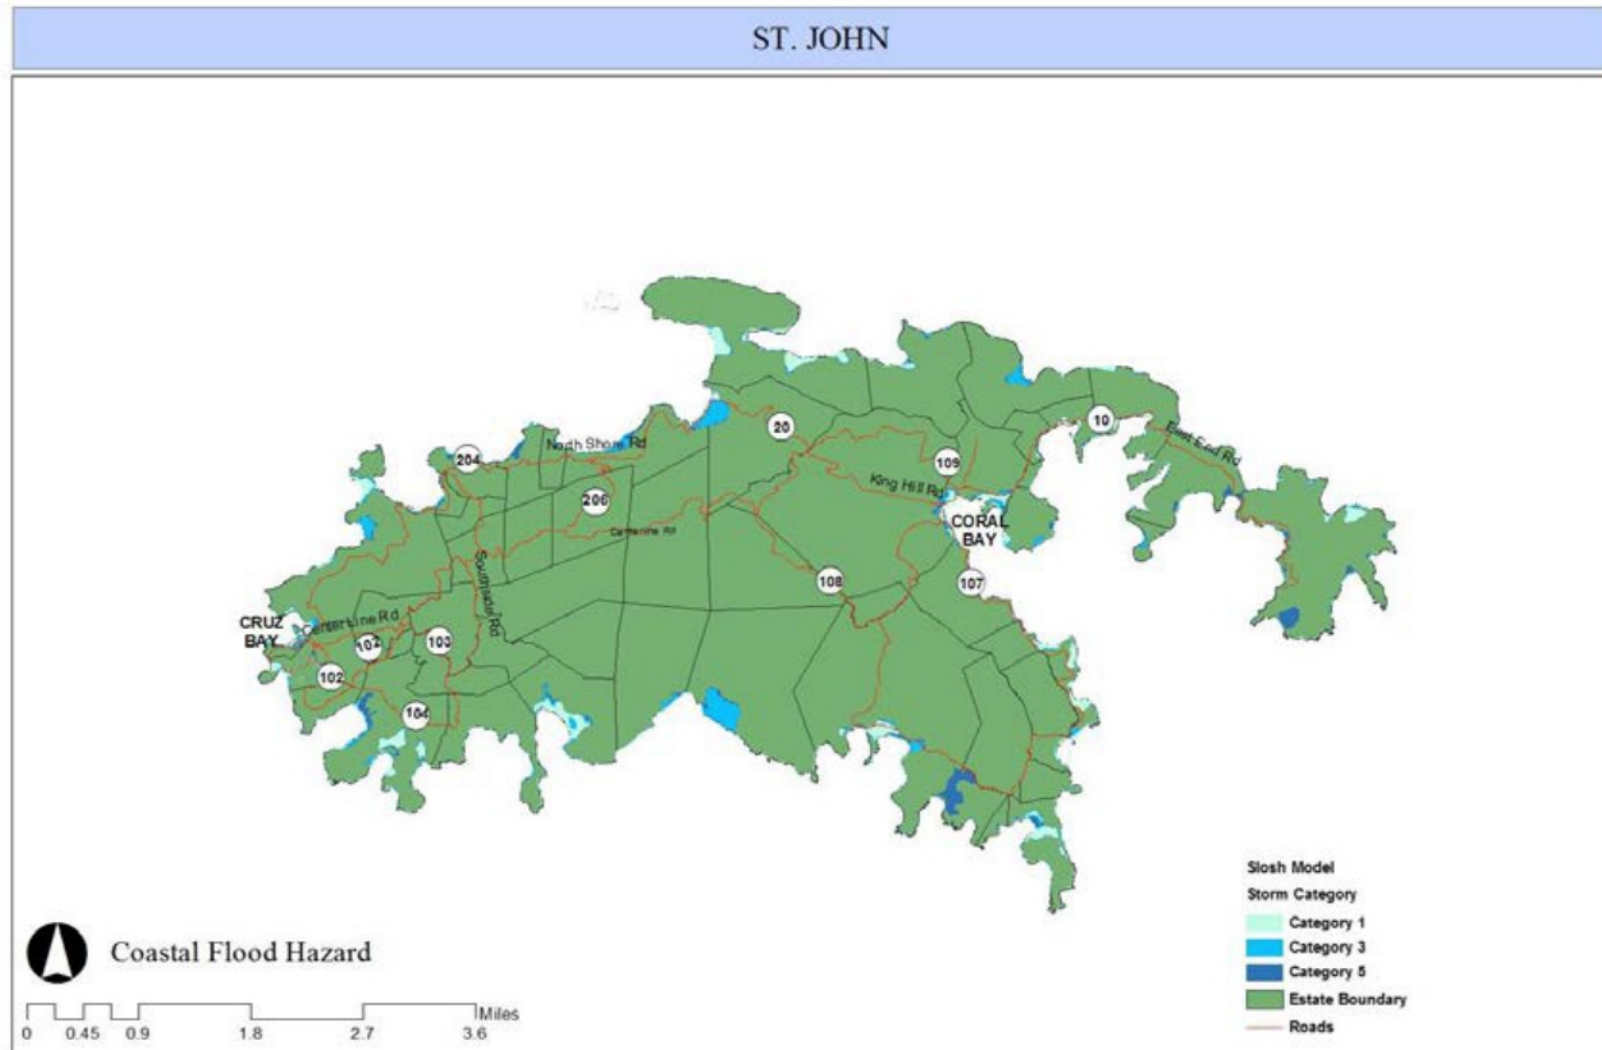 ST. JOHN
10
20
East End Rd
North Shore Rd
204
109
King Hill Rd
206
CORAL
BAY
Southside Rd
108
107
CRUZ
BAY
Center Line Rd
102
103
102
104
Slosh Model
Storm Category
Category 1
Category 3
Category 5
Estate Boundary
Roads
Coastal Flood Hazard
Miles
0 0.45 0.9 1.8 2.7 3.6